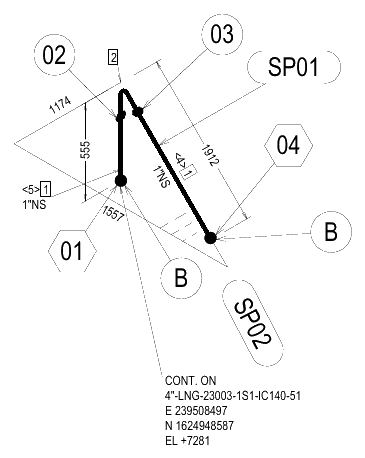 2
03
02
SP01
1174
555
1912
<4>1
1"NS
04
<5>1
1"NS
1557
01
B
B
SP02
CONT. ON
4"-LNG-23003-1S1-IC140-51
E 239508497
N 1624948587
EL +7281